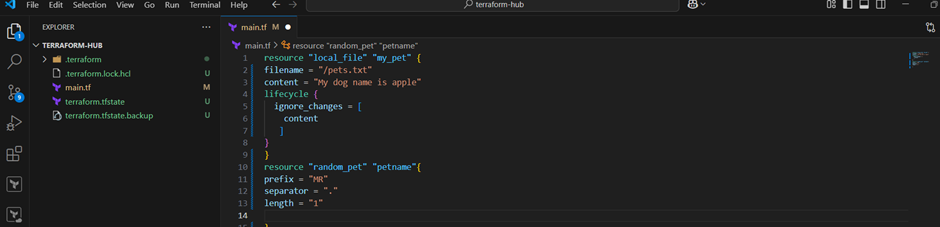 File Edit Selection View Go Run Terminal Help terraform-hub
EXPLORER
main.tf M
TERRAFORM-HUB
main.tf > resource "random_pet" "petname"
.terraform
.terraform.lock.hcl U
main.tf M
terraform.tfstate U
terraform.tfstate.backup U
1
9
1 resource "local_file" "my_pet" {
2 filename = "/pets.txt"
3 content = "My dog name is apple"
4 lifecycle {
5 ignore_changes = [
6 content
7 ]
8 }
9 }
10 resource "random_pet" "petname"{
11 prefix = "MR"
12 separator = "."
13 length = "1"
14